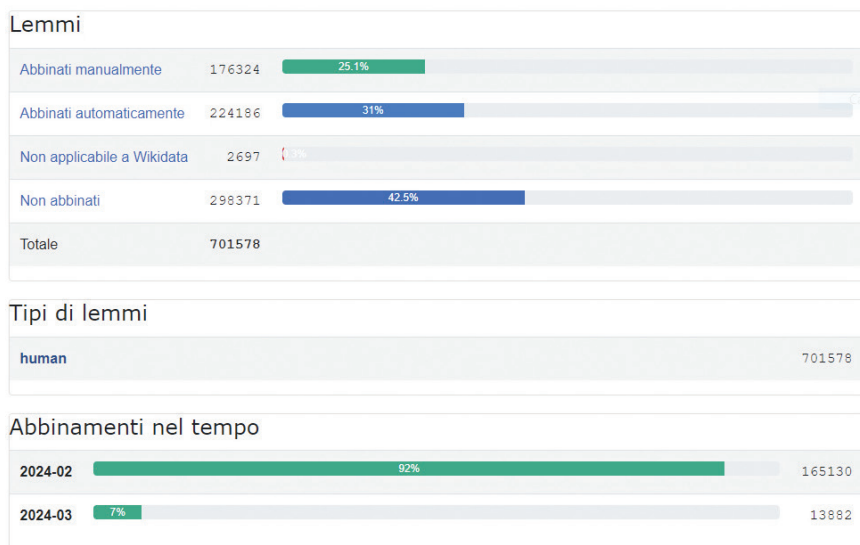 Lemmi
Abbinati manualmente 176324 25.1%
Abbinati automaticamente 224186 31%
Non applicabile a Wikidata 2697
Non abbinati 298371 42.5%
Totale 701578
Tipi di lemmi
human 701578
Abbinamenti nel tempo
2024-02 92% 165130
2024-03 7% 13882